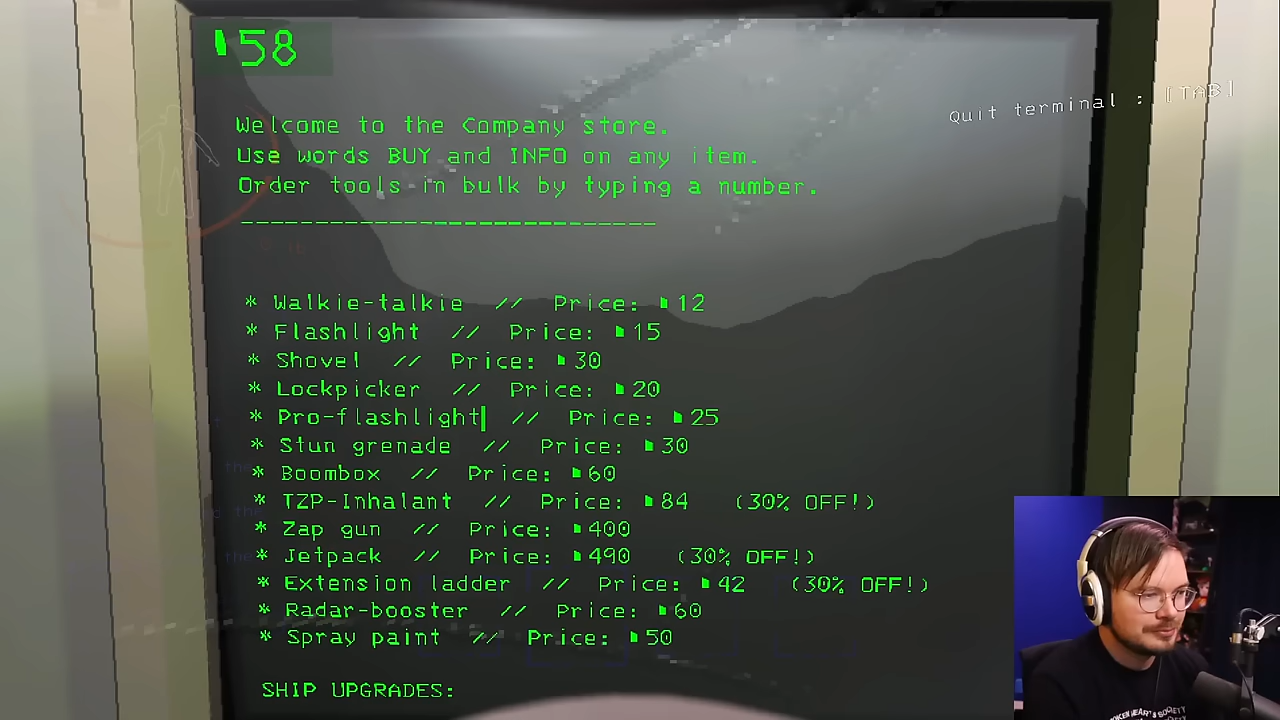 58
Quit terminal : [TAB]
Welcome to the Company store.
Use words BUY and INFO on any item.
Order tools in bulk by typing a number.
____________________________
* Walkie-talkie // Price: ▮12
* Flashlight // Price: ▮15
* Shovel // Price: ▮30
* Lockpicker // Price: ▮20
* Pro-flashlight // Price: ▮25
* Stun grenade // Price: ▮30
* Boombox // Price: ▮60
* TZP-Inhalant // Price: ▮84 (30% OFF!)
* Zap gun // Price: ▮400
* Jetpack // Price: ▮490 (30% OFF!)
* Extension ladder // Price: ▮42 (30% OFF!)
* Radar-booster // Price: ▮60
* Spray paint // Price: ▮50
SHIP UPGRADES: